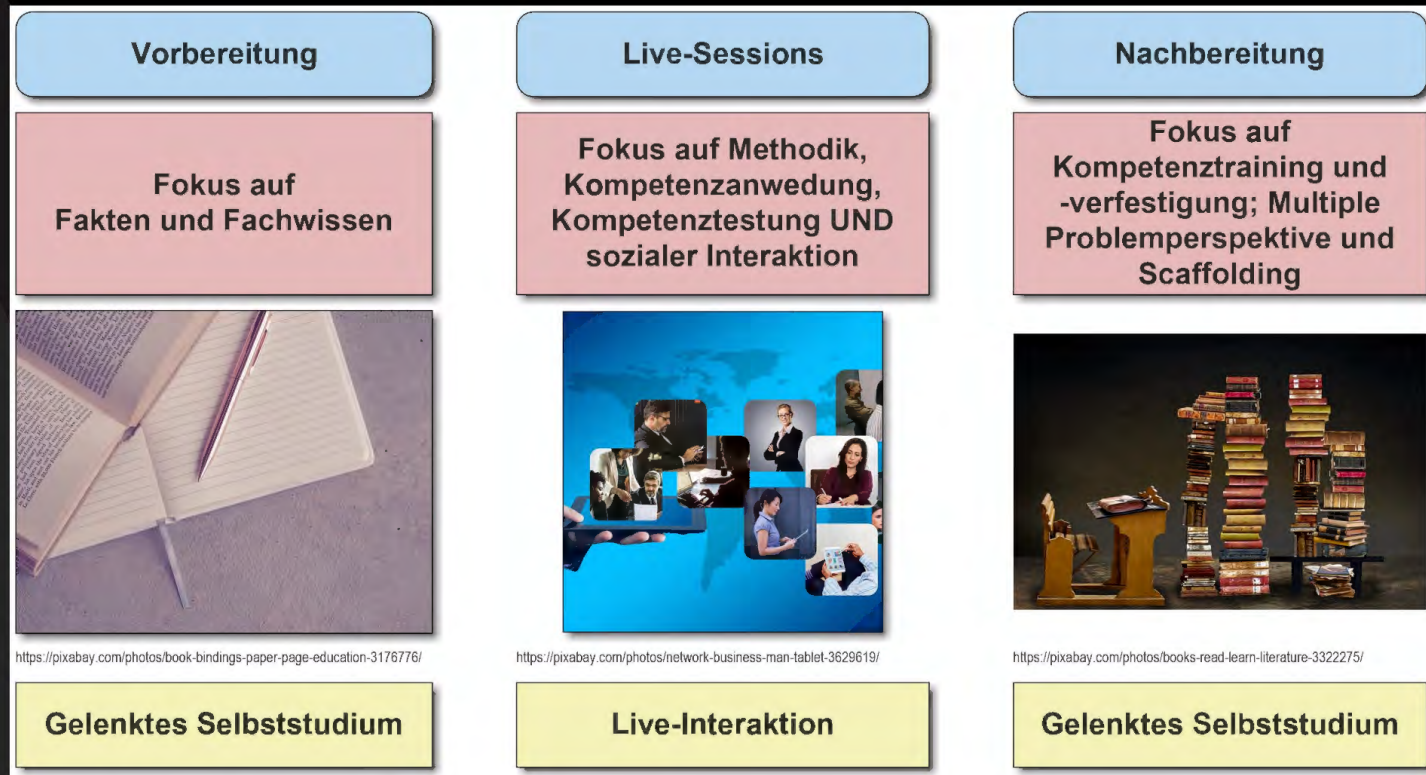 Vorbereitung
Fokus auf
Fakten und Fachwissen
https://pixabay.com/photos/book-bindings-paper-page-education-3176776/
Gelenktes Selbststudium
Live-Sessions
Fokus auf Methodik,
Kompetenzanwedung,
Kompetenztestung UND
sozialer Interaktion
https://pixabay.com/photos/network-business-man-tablet-3629619/
Live-Interaktion
Nachbereitung
Fokus auf
Kompetenztraining und
-verfestigung; Multiple
Problemperspektive und
Scaffolding
https://pixabay.com/photos/books-read-learn-literature-3322275/
Gelenktes Selbststudium